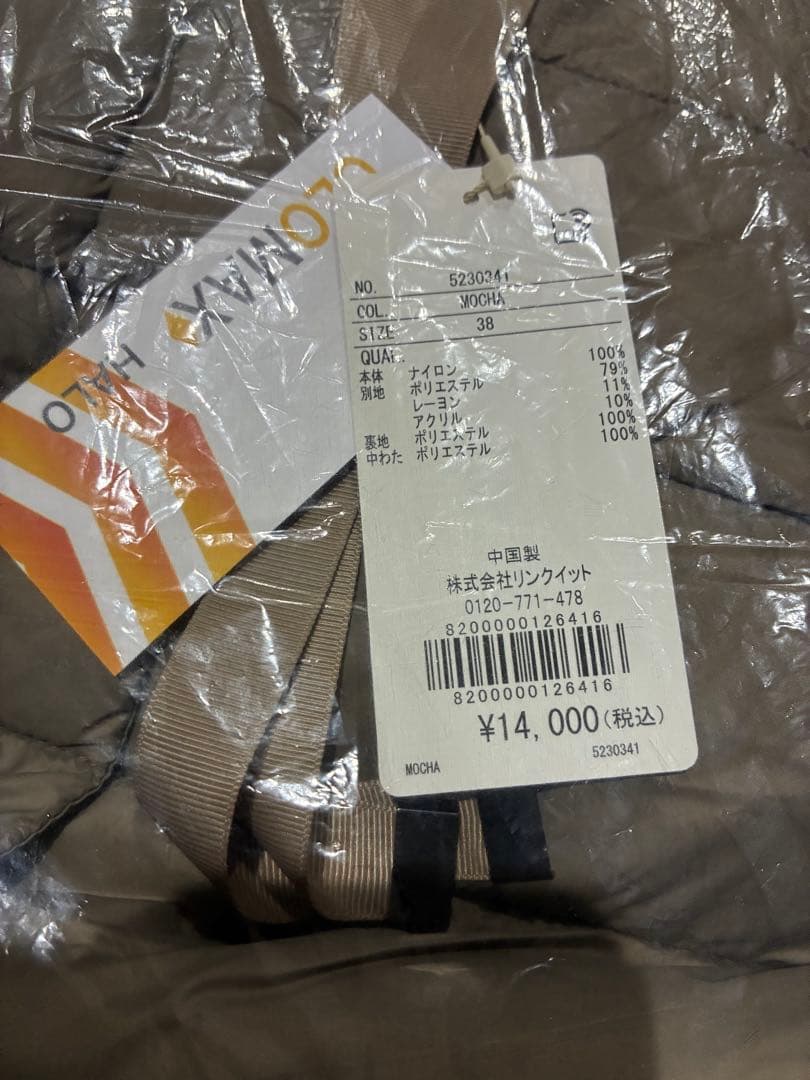 CLOMAX
HALO
NO. 5230341
COL. MOCHA
SIZE 38
QUAL.
本体 ナイロン 100%
別地 ポリエステル 79%
レーヨン 11%
アクリル 10%
裏地 ポリエステル 100%
中わた ポリエステル 100%
中国製
株式会社リンクイット
0120-771-478
8200000126416
8200000126416
¥14,000(税込)
MOCHA 5230341